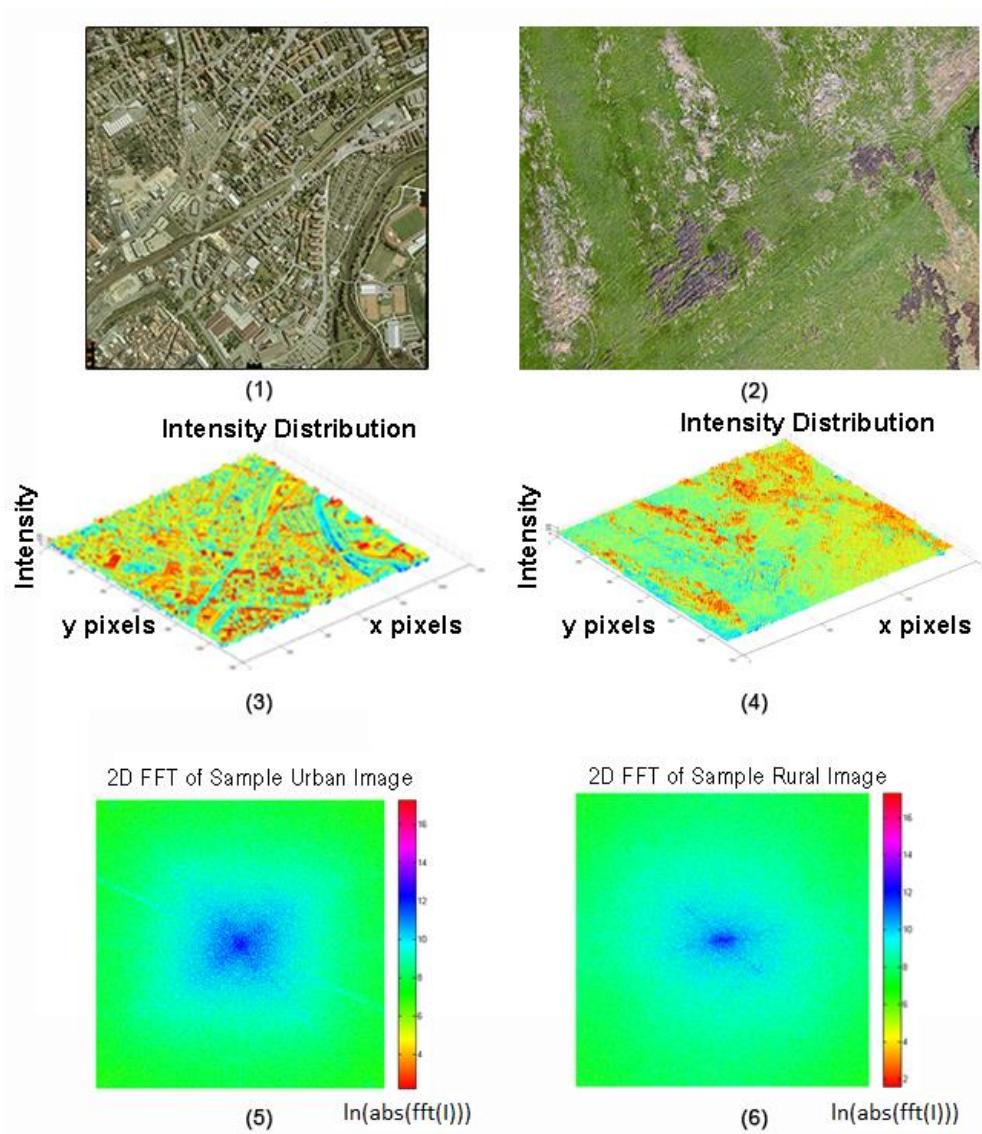 (1)
(2)
Intensity Distribution
Intensity Distribution
Intensity
y pixels
x pixels
Intensity
y pixels
x pixels
(3)
(4)
2D FFT of Sample Urban Image
2D FFT of Sample Rural Image
16
14
12
10
8
6
4
16
14
12
10
8
6
4
2
(5)
ln(abs(fft(I)))
(6)
ln(abs(fft(I)))